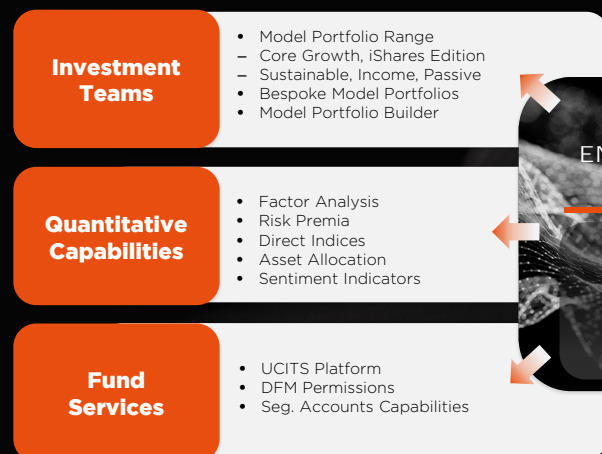 Investment
Teams
• Model Portfolio Range
– Core Growth, iShares Edition
– Sustainable, Income, Passive
• Bespoke Model Portfolios
• Model Portfolio Builder
EN
Quantitative
Capabilities
• Factor Analysis
• Risk Premia
• Direct Indices
• Asset Allocation
• Sentiment Indicators
Fund
Services
• UCITS Platform
• DFM Permissions
• Seg. Accounts Capabilities